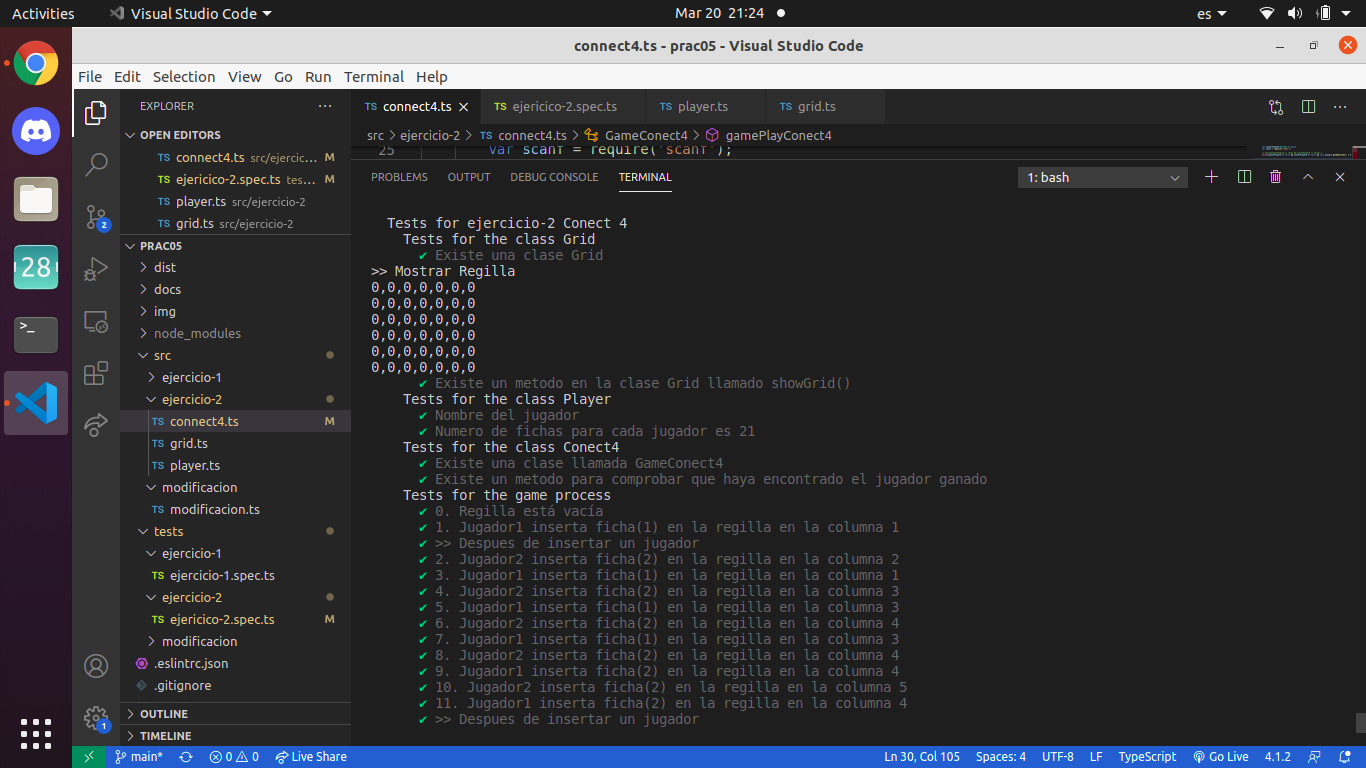 Activities
Visual Studio Code
Mar 20 21:24
es
connect4.ts - prac05 - Visual Studio Code
File Edit Selection View Go Run Terminal Help
EXPLORER
OPEN EDITORS
connect4.ts src/ejercic... M
ejericico-2.spec.ts tes... M
player.ts src/ejercicio-2
grid.ts src/ejercicio-2
PRAC05
dist
docs
img
node_modules
src
ejercicio-1
ejercicio-2
connect4.ts M
grid.ts
player.ts
modificacion
modificacion.ts
tests
ejercicio-1
ejercicio-1.spec.ts
ejercicio-2
ejericico-2.spec.ts M
modificacion
.eslintrc.json
.gitignore
OUTLINE
TIMELINE
28
2
1
connect4.ts ejericico-2.spec.ts player.ts grid.ts
src > ejercicio-2 > TS connect4.ts > GameConect4 > gamePlayConect4
25 var scanf = require('scanf');
PROBLEMS OUTPUT DEBUG CONSOLE TERMINAL
1: bash
Tests for ejercicio-2 Conect 4
Tests for the class Grid
✔ Existe una clase Grid
>> Mostrar Regilla
0,0,0,0,0,0,0
0,0,0,0,0,0,0
0,0,0,0,0,0,0
0,0,0,0,0,0,0
0,0,0,0,0,0,0
0,0,0,0,0,0,0
✔ Existe un metodo en la clase Grid llamado showGrid()
Tests for the class Player
✔ Nombre del jugador
✔ Numero de fichas para cada jugador es 21
Tests for the class Conect4
✔ Existe una clase llamada GameConect4
✔ Existe un metodo para comprobar que haya encontrado el jugador ganado
Tests for the game process
✔ 0. Regilla está vacía
✔ 1. Jugador1 inserta ficha(1) en la regilla en la columna 1
✔ >> Despues de insertar un jugador
✔ 2. Jugador2 inserta ficha(2) en la regilla en la columna 2
✔ 3. Jugador1 inserta ficha(1) en la regilla en la columna 1
✔ 4. Jugador2 inserta ficha(2) en la regilla en la columna 3
✔ 5. Jugador1 inserta ficha(1) en la regilla en la columna 3
✔ 6. Jugador2 inserta ficha(2) en la regilla en la columna 4
✔ 7. Jugador1 inserta ficha(1) en la regilla en la columna 3
✔ 8. Jugador2 inserta ficha(2) en la regilla en la columna 4
✔ 9. Jugador1 inserta ficha(2) en la regilla en la columna 4
✔ 10. Jugador2 inserta ficha(2) en la regilla en la columna 5
✔ 11. Jugador1 inserta ficha(2) en la regilla en la columna 4
✔ >> Despues de insertar un jugador
main* 0 0 Live Share Ln 30, Col 105 Spaces: 4 UTF-8 LF TypeScript Go Live 4.1.2